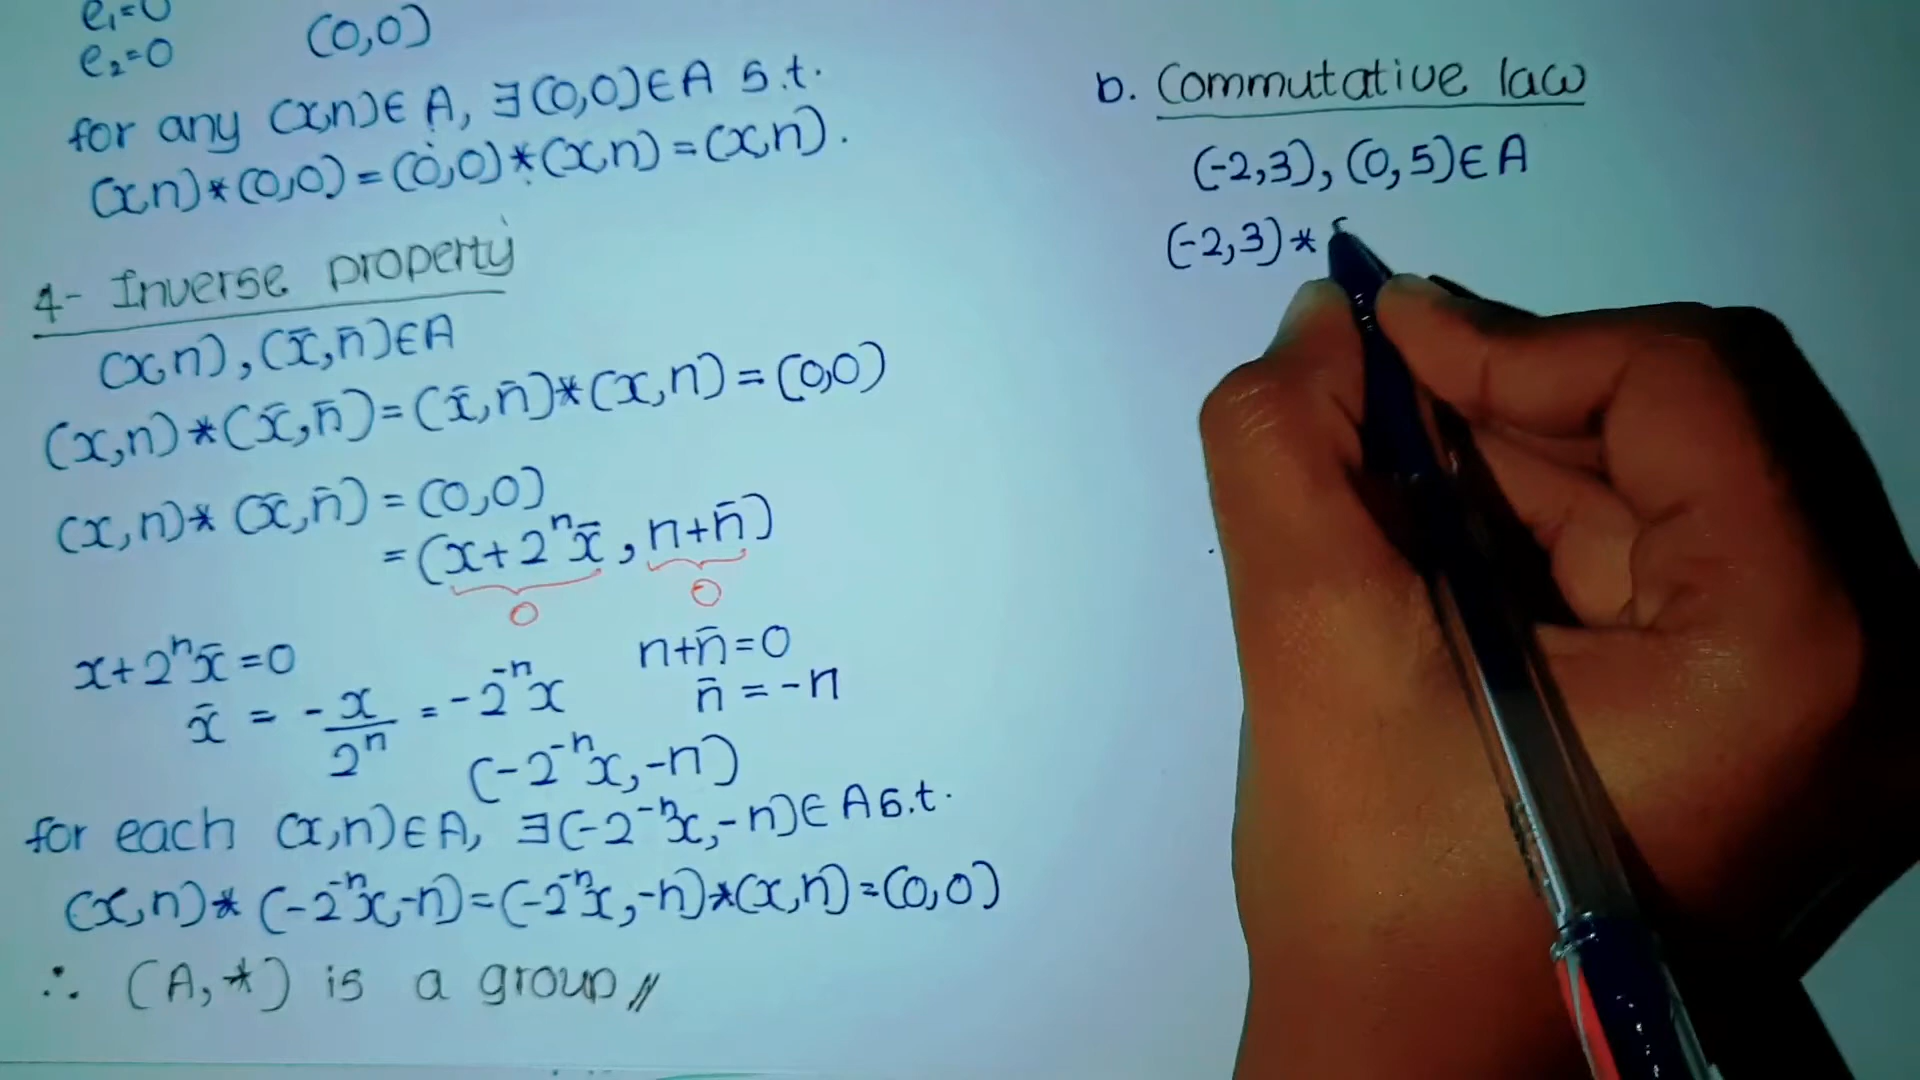 e₁=0
e₂=0 (0,0)
for any (x,n)∈A, ∃(0,0)∈A s.t.
(x,n)*(0,0)=(0,0)*(x,n)=(x,n).
4- Inverse property
(x,n),(x̄,n̄)∈A
(x,n)*(x̄,n̄)=(x̄,n̄)*(x,n)=(0,0)
(x,n)*(x̄,n̄)=(0,0)
=(x+2ⁿx̄,n+n̄)
0 0
x+2ⁿx̄=0 n+n̄=0
x̄ = -x/2ⁿ = -2⁻ⁿx n̄ = -n
(-2⁻ⁿx,-n)
for each (x,n)∈A, ∃(-2⁻ⁿx,-n)∈A s.t.
(x,n)*(-2⁻ⁿx-n)=(-2⁻ⁿx,-n)*(x,n)=(0,0)
∴ (A,*) is a group//
b. Commutative law
(-2,3),(0,5)∈A
(-2,3)*